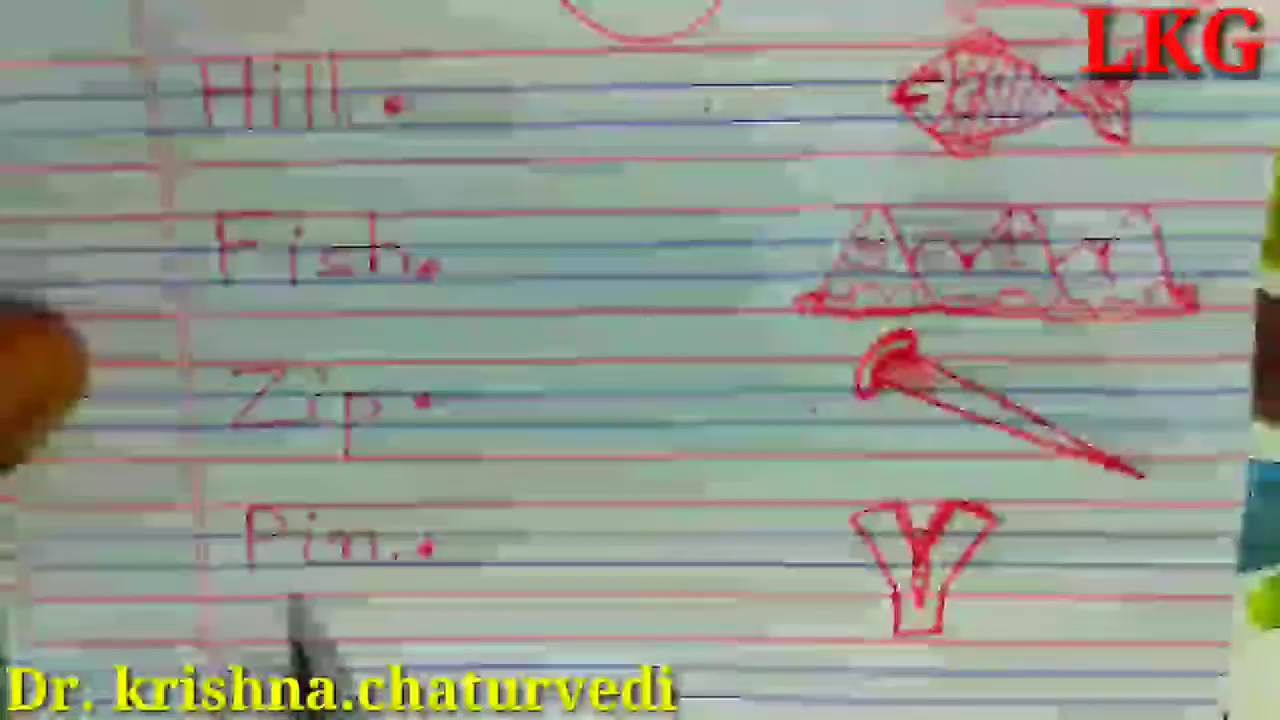 LKG
Hill.
Fish.
Zip.
Pin.
Dr. krishna.chaturvedi